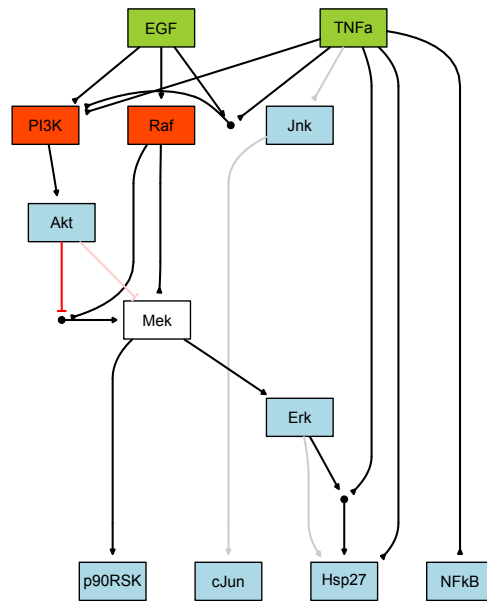 EGF
TNFa
PI3K
Raf
Jnk
Akt
Mek
Erk
p90RSK
cJun
Hsp27
NFkB